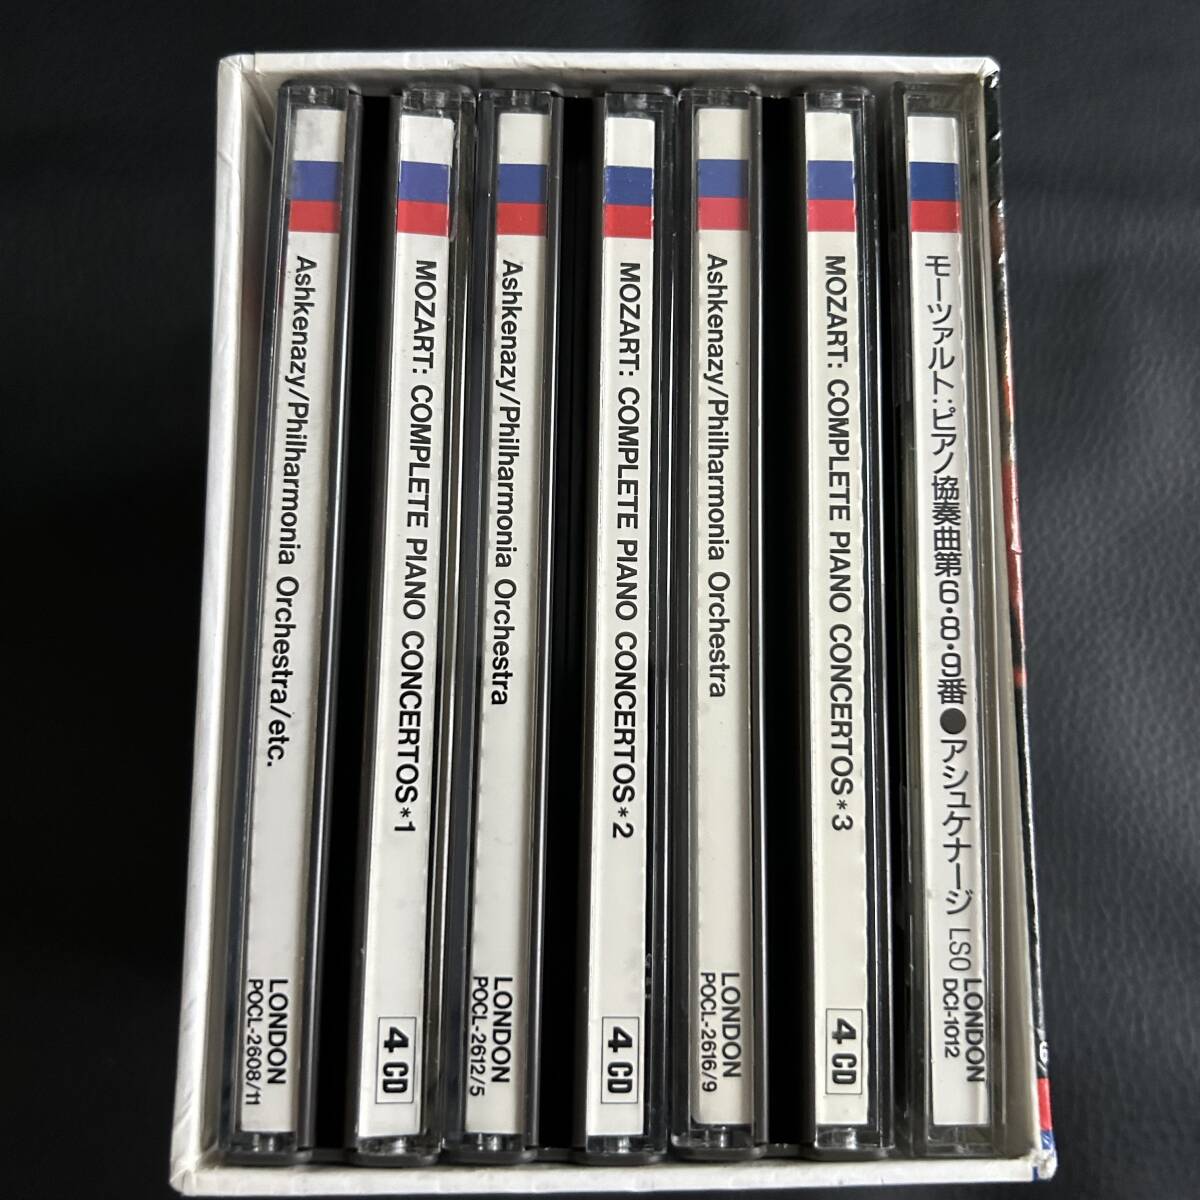 Ashkenazy/Philharmonia Orchestra/etc.
LONDON
POCL-2608/11
MOZART: COMPLETE PIANO CONCERTOS*1
4 CD
Ashkenazy/Philharmonia Orchestra
LONDON
POCL-2612/5
MOZART: COMPLETE PIANO CONCERTOS*2
4 CD
Ashkenazy/Philharmonia Orchestra
LONDON
POCL-2616/9
MOZART: COMPLETE PIANO CONCERTOS*3
4 CD
モーツァルト:ピアノ協奏曲第6・8・9番●アシュケナージ LSO
LONDON
DCI-1012